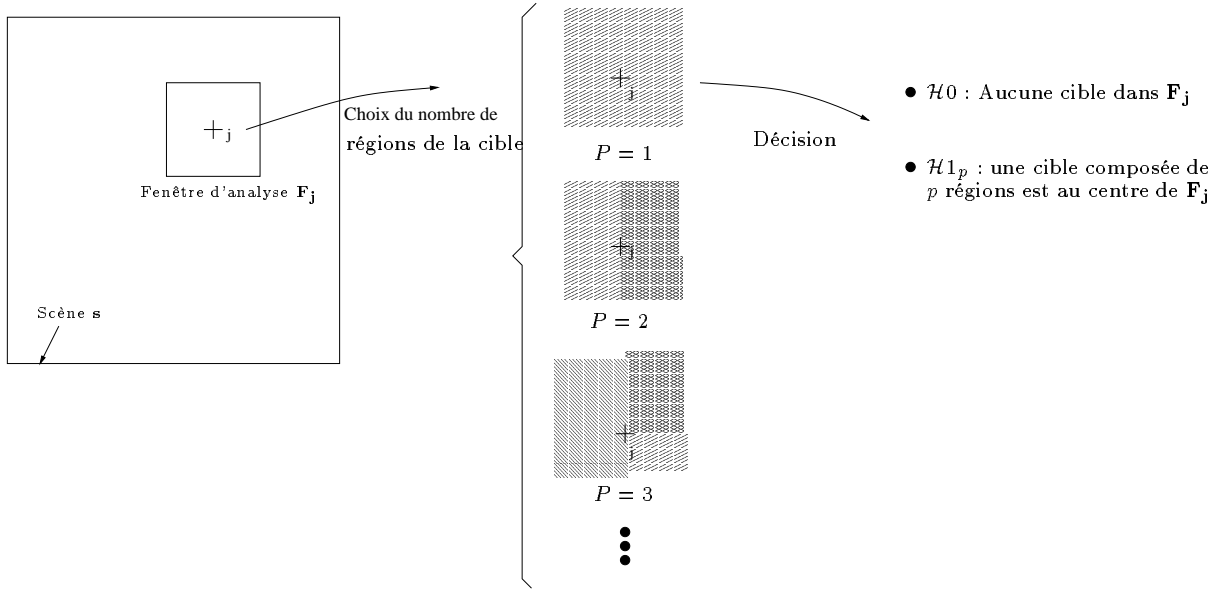 j
Fenêtre d'analyse F_j
Scène s
Choix du nombre de
régions de la cible
j
P = 1
j
P = 2
j
P = 3
Décision
• H0 : Aucune cible dans F_j
• H1_p : une cible composée de
p régions est au centre de F_j